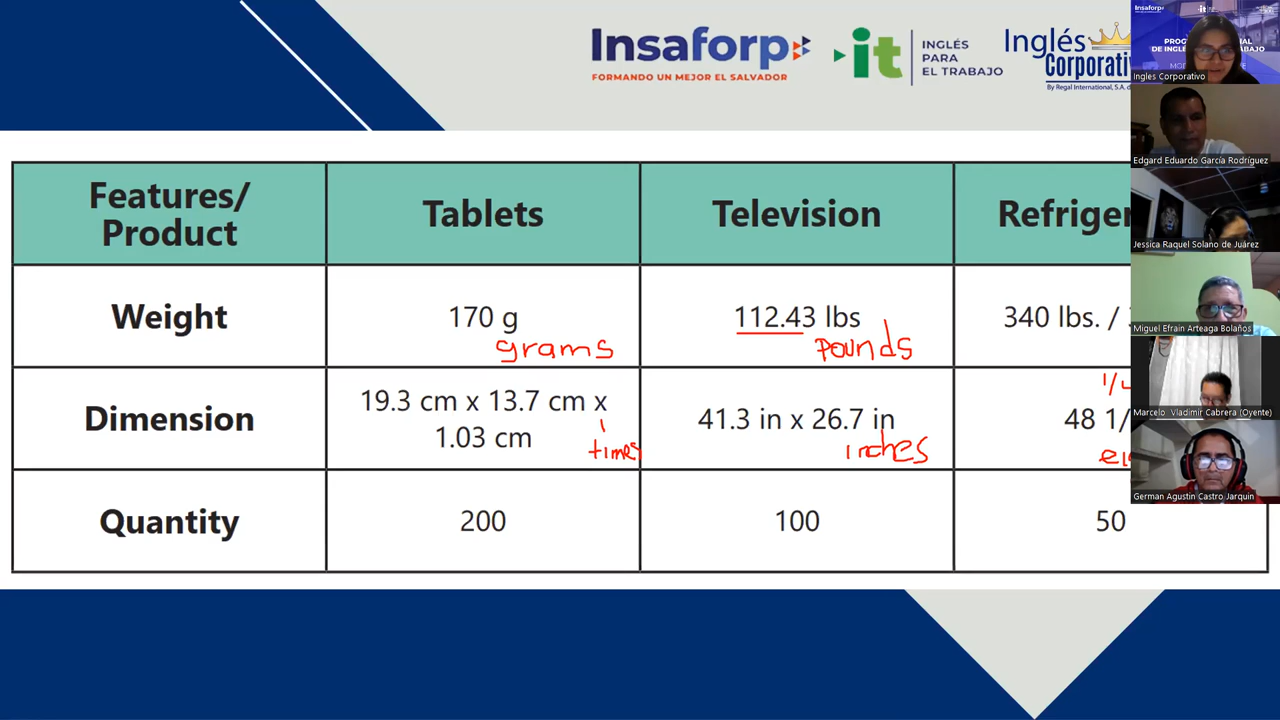 Insaforp
FORMANDO UN MEJOR EL SALVADOR
it
INGLÉS
PARA
EL TRABAJO
Inglés
Corporativ
By Regal International, S.A. d
Features/
Product
Tablets
Television
Refriger
Weight
170 g
grams
112.43 lbs
pounds
340 lbs. /
Dimension
19.3 cm x 13.7 cm x
1.03 cm
times
41.3 in x 26.7 in
inches
1/4
48 1/
Quantity
200
100
50
Insaforp
it
Ingles Corporativo
Edgard Eduardo García Rodríguez
Jessica Raquel Solano de Juárez
Miguel Efrain Arteaga Bolaños
Marcelo Vladimir Cabrera (Oyente)
German Agustin Castro Jarquin